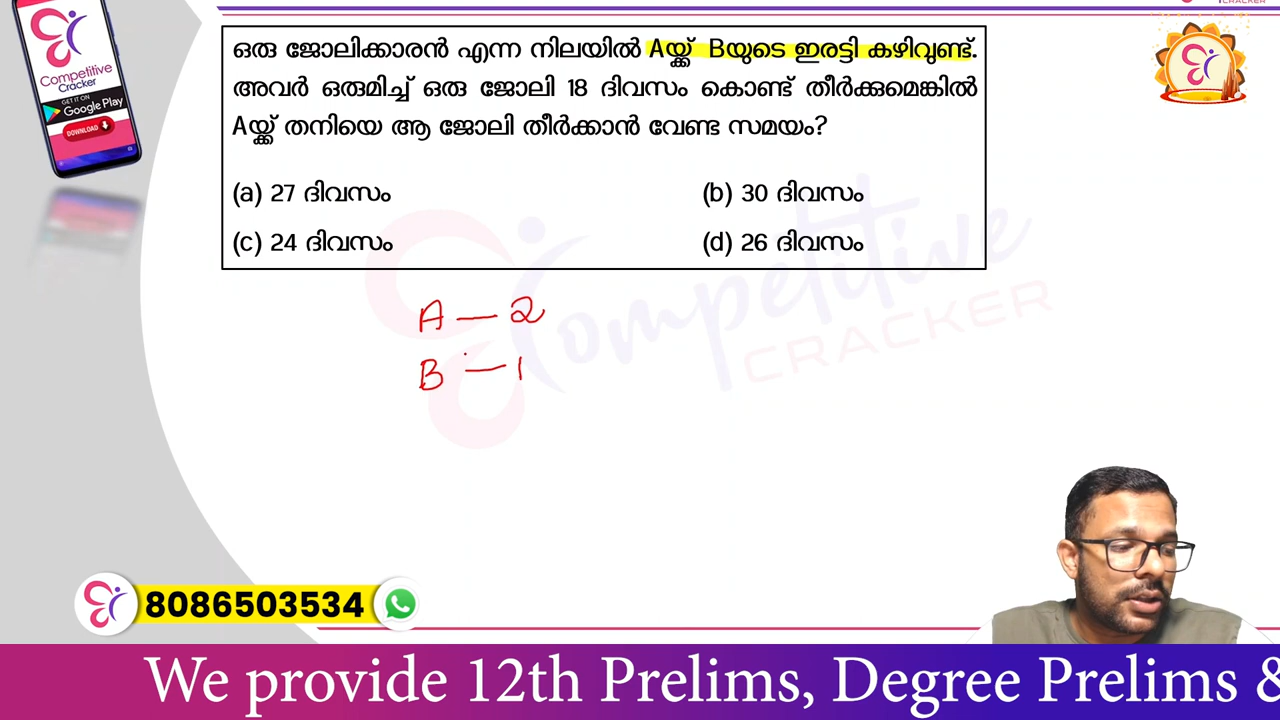 CRACKER
Competitive
Cracker
GET IT ON
Google Play
DOWNLOAD
ഒരു ജോലിക്കാരൻ എന്ന നിലയിൽ Aയ്ക്ക് Bയുടെ ഇരട്ടി കഴിവുണ്ട്.
അവർ ഒരുമിച്ച് ഒരു ജോലി 18 ദിവസം കൊണ്ട് തീർക്കുമെങ്കിൽ
Aയ്ക്ക് തനിയെ ആ ജോലി തീർക്കാൻ വേണ്ട സമയം?
(a) 27 ദിവസം (b) 30 ദിവസം
(c) 24 ദിവസം (d) 26 ദിവസം
A — 2
B — 1
Competitive
CRACKER
8086503534
We provide 12th Prelims, Degree Prelims &